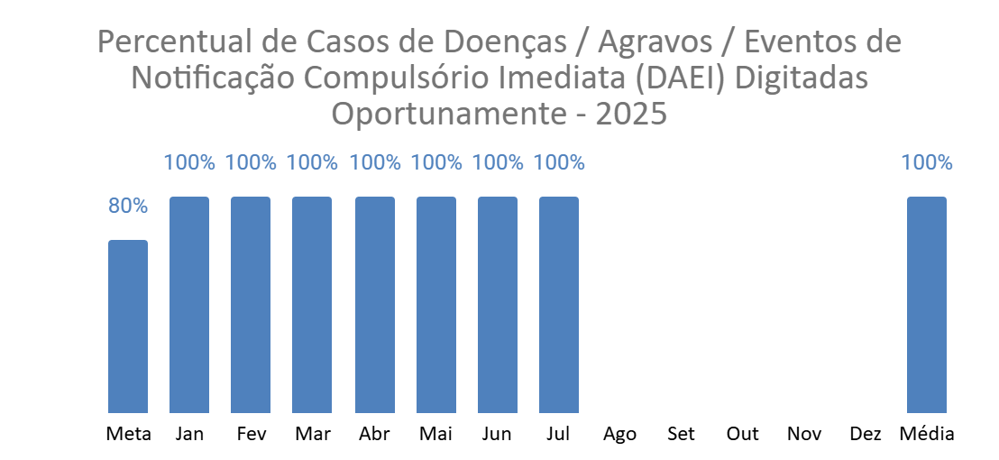 Percentual de Casos de Doenças / Agravos / Eventos de
Notificação Compulsório Imediata (DAEI) Digitadas
Oportunamente - 2025
80% 100% 100% 100% 100% 100% 100% 100% 100%
Meta Jan Fev Mar Abr Mai Jun Jul Ago Set Out Nov Dez Média